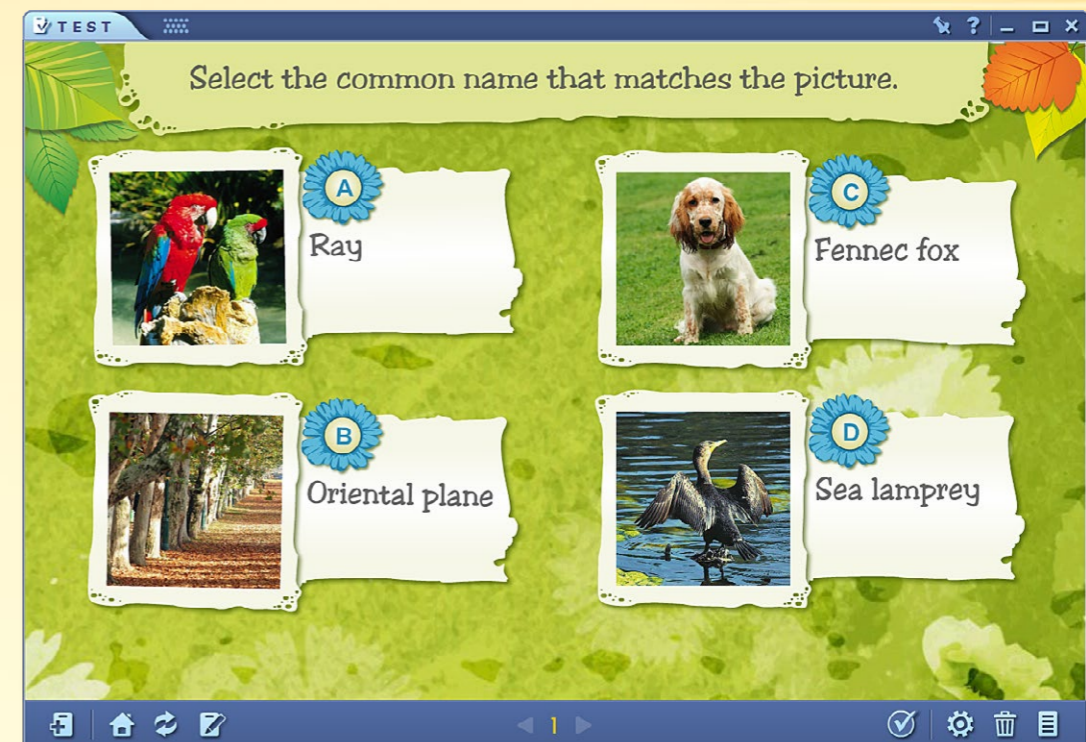 TEST
?
Select the common name that matches the picture.
A
Ray
C
Fennec fox
B
Oriental plane
D
Sea lamprey
1